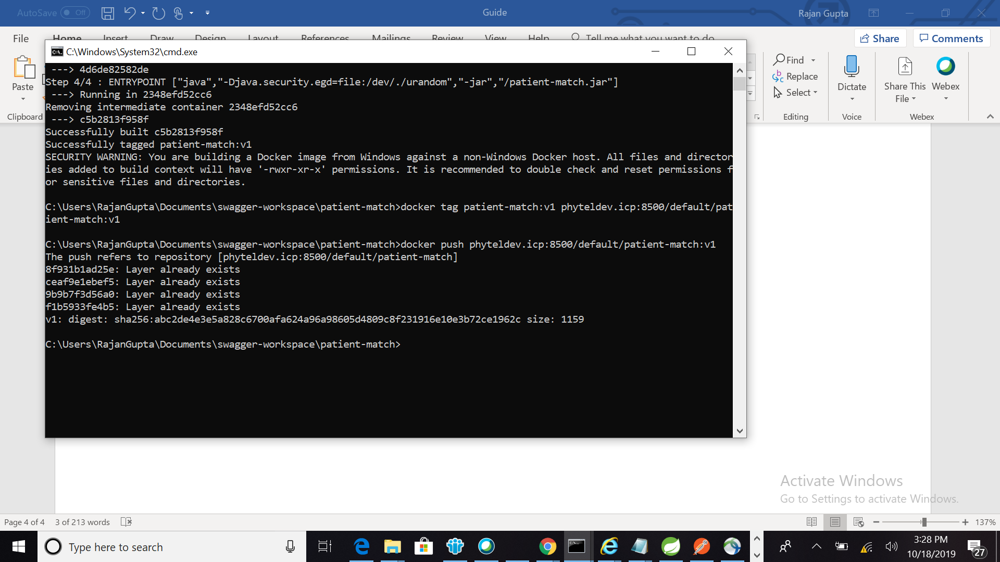 AutoSave Off
Guide
Rajan Gupta
File
Home
Insert
Draw
Design
Layout
References
Mailings
Review
View
Help
Tell me what you want to do
Share
Comments
C:\Windows\System32\cmd.exe
Paste
Clipboard
Find
Replace
Select
Editing
Dictate
Voice
Share This
File
Webex
Webex
---> 4d6de82582de
Step 4/4 : ENTRYPOINT ["java","-Djava.security.egd=file:/dev/./urandom","-jar","/patient-match.jar"]
---> Running in 2348efd52cc6
Removing intermediate container 2348efd52cc6
---> c5b2813f958f
Successfully built c5b2813f958f
Successfully tagged patient-match:v1
SECURITY WARNING: You are building a Docker image from Windows against a non-Windows Docker host. All files and director
ies added to build context will have '-rwxr-xr-x' permissions. It is recommended to double check and reset permissions f
or sensitive files and directories.
C:\Users\RajanGupta\Documents\swagger-workspace\patient-match>docker tag patient-match:v1 phyteldev.icp:8500/default/pat
ient-match:v1
C:\Users\RajanGupta\Documents\swagger-workspace\patient-match>docker push phyteldev.icp:8500/default/patient-match:v1
The push refers to repository [phyteldev.icp:8500/default/patient-match]
8f931b1ad25e: Layer already exists
ceaf9e1ebef5: Layer already exists
9b9b7f3d56a0: Layer already exists
f1b5933fe4b5: Layer already exists
v1: digest: sha256:abc2de4e3e5a828c6700afa624a96a98605d4809c8f231916e10e3b72ce1962c size: 1159
C:\Users\RajanGupta\Documents\swagger-workspace\patient-match>
Activate Windows
Go to Settings to activate Windows.
Page 4 of 4
3 of 213 words
137%
Type here to search
3:28 PM
10/18/2019
27